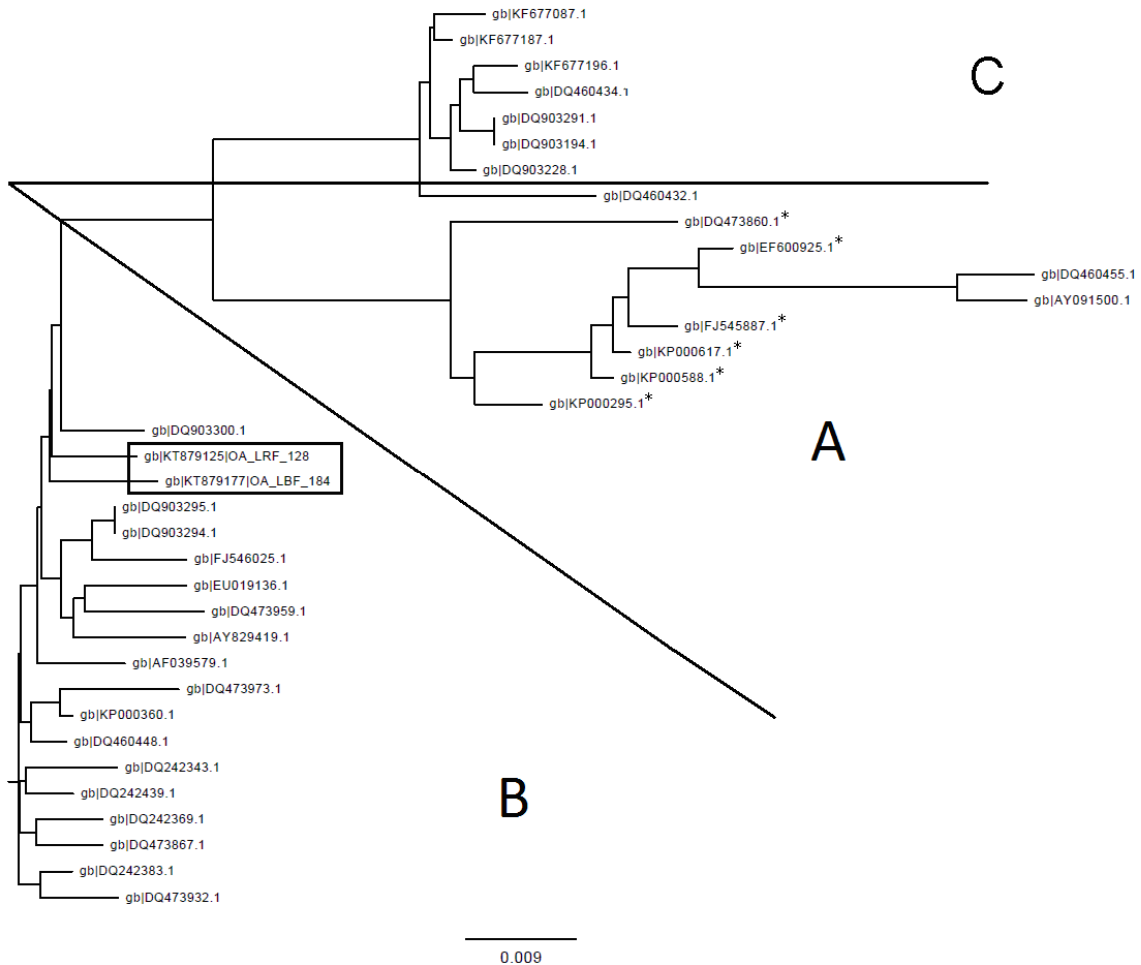 gb|KF677087.1
gb|KF677187.1
gb|KF677196.1
C
gb|DQ460434.1
gb|DQ903291.1
gb|DQ903194.1
gb|DQ903228.1
gb|DQ460432.1
gb|DQ473860.1*
gb|EF600925.1*
gb|DQ460455.1
gb|AY091500.1
gb|FJ545887.1*
gb|KP000617.1*
gb|KP000588.1*
gb|KP000295.1*
A
gb|DQ903300.1
gb|KT879125|OA_LRF_128
gb|KT879177|OA_LBF_184
gb|DQ903295.1
gb|DQ903294.1
gb|FJ546025.1
gb|EU019136.1
gb|DQ473959.1
gb|AY829419.1
gb|AF039579.1
gb|DQ473973.1
gb|KP000360.1
gb|DQ460448.1
gb|DQ242343.1
gb|DQ242439.1
B
gb|DQ242369.1
gb|DQ473867.1
gb|DQ242383.1
gb|DQ473932.1
0.009